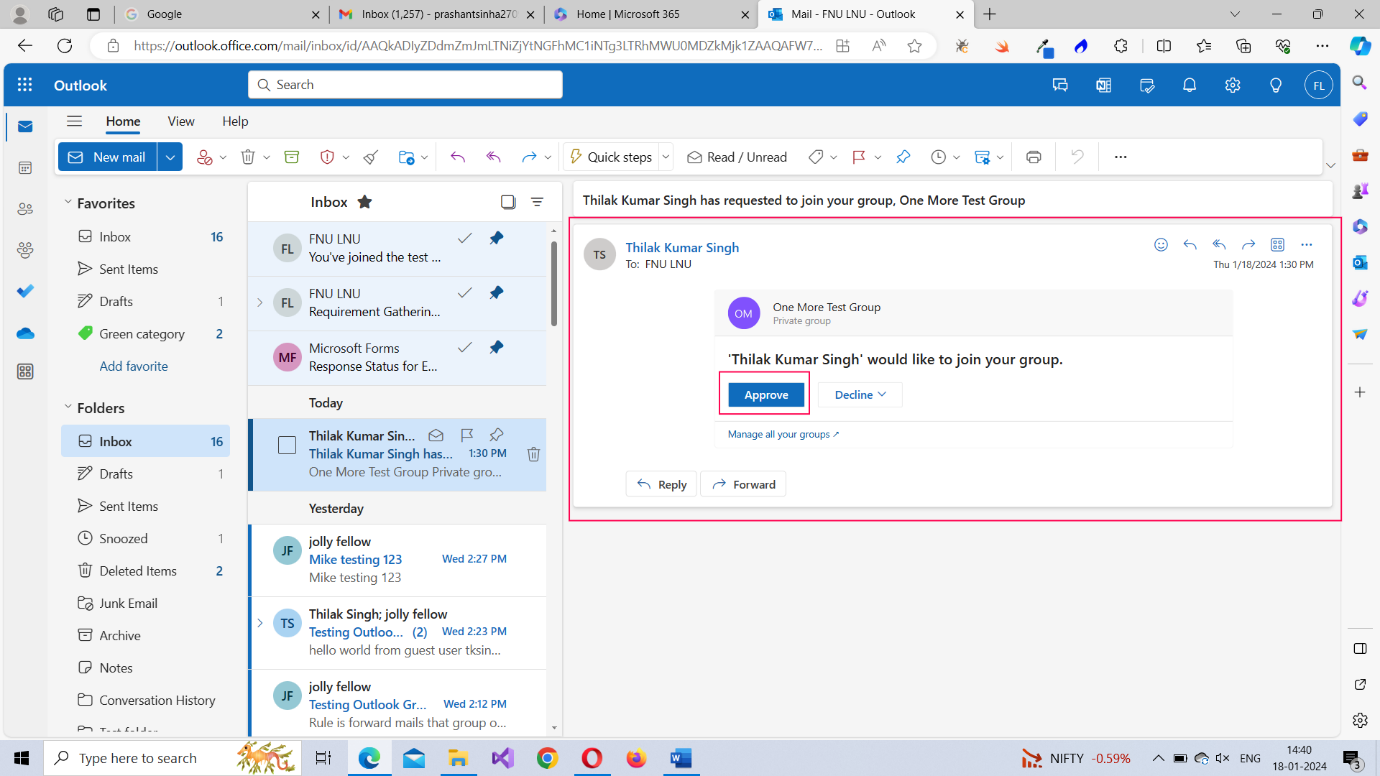 Google
Inbox (1,257) - prashantsinha270
Home | Microsoft 365
Mail - FNU LNU - Outlook
https://outlook.office.com/mail/inbox/id/AAQkADIyZDdmZmJmLTNiZjYtNGFhMC1iNTg3LTRhMWU0MDZkMjk1ZAAQAFW7...
Outlook
Search
FL
Home View Help
New mail
Quick steps
Read / Unread
Favorites
Inbox 16
Sent Items
Drafts 1
Green category 2
Add favorite
Folders
Inbox 16
Drafts 1
Sent Items
Snoozed 1
Deleted Items 2
Junk Email
Archive
Notes
Conversation History
Test folder
Inbox
FL
FNU LNU
You've joined the test ...
FL
FNU LNU
Requirement Gatherin...
MF
Microsoft Forms
Response Status for E...
Today
Thilak Kumar Sin...
Thilak Kumar Singh has... 1:30 PM
One More Test Group Private gro...
Yesterday
JF
jolly fellow
Mike testing 123 Wed 2:27 PM
Mike testing 123
TS
Thilak Singh; jolly fellow
Testing Outloo... (2) Wed 2:23 PM
hello world from guest user tksin...
JF
jolly fellow
Testing Outlook Gr... Wed 2:12 PM
Rule is forward mails that group o...
Thilak Kumar Singh has requested to join your group, One More Test Group
TS
Thilak Kumar Singh
To: FNU LNU
Thu 1/18/2024 1:30 PM
OM
One More Test Group
Private group
'Thilak Kumar Singh' would like to join your group.
Approve
Decline
Manage all your groups
Reply
Forward
Type here to search
NIFTY -0.59%
ENG
14:40
18-01-2024
3